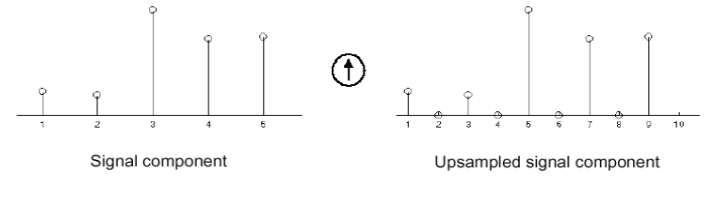 1 2 3 4 5
1 2 3 4 5 6 7 8 9 10
Signal component
Upsampled signal component